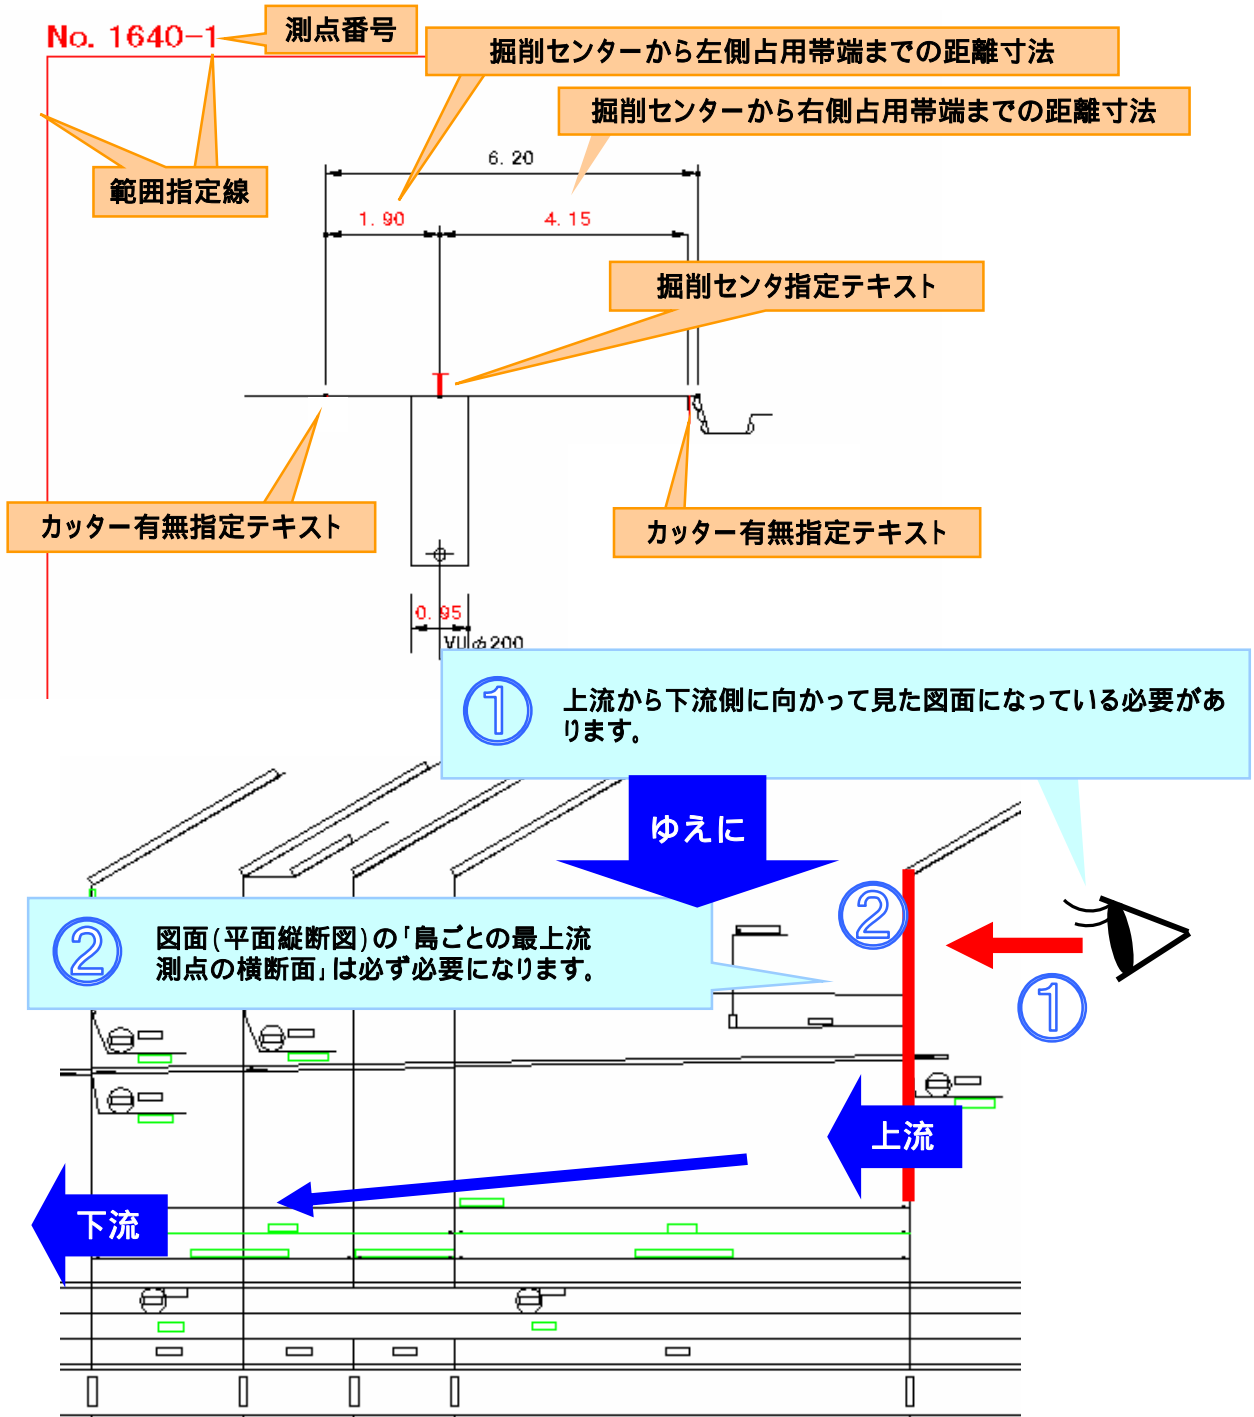 No. 1640-1
測点番号
掘削センターから左側占用帯端までの距離寸法
掘削センターから右側占用帯端までの距離寸法
範囲指定線
6.20
1.90
4.15
掘削センタ指定テキスト
カッター有無指定テキスト
カッター有無指定テキスト
0.95
VUφ200
① 上流から下流側に向かって見た図面になっている必要があ
ります。
ゆえに
②
② 図面(平面縦断図)の「島ごとの最上流
測点の横断面」は必ず必要になります。
①
上流
下流